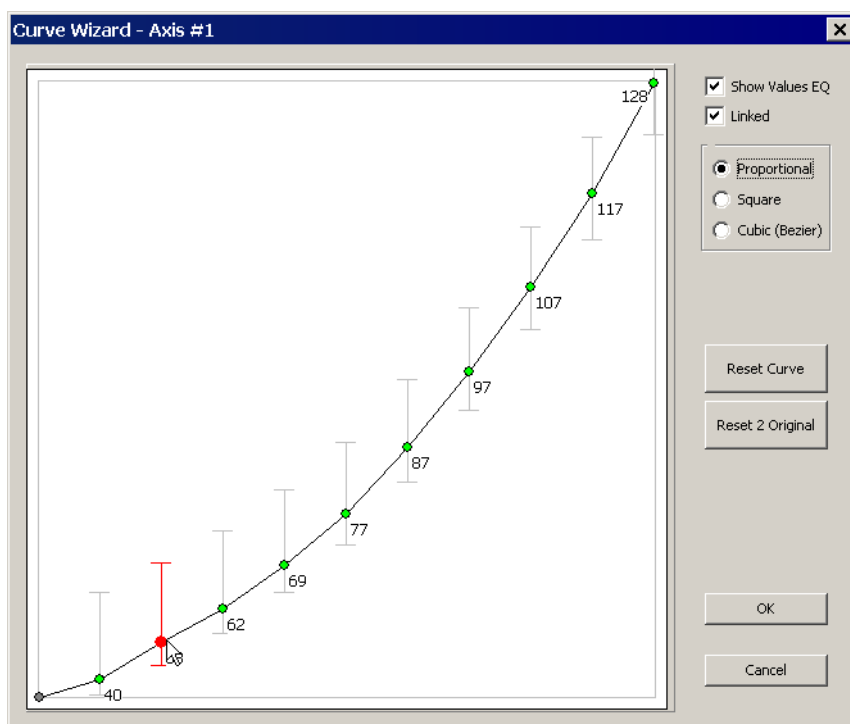 Curve Wizard - Axis #1
128
117
107
97
87
77
69
62
40
Show Values EQ
Linked
Proportional
Square
Cubic (Bezier)
Reset Curve
Reset 2 Original
OK
Cancel